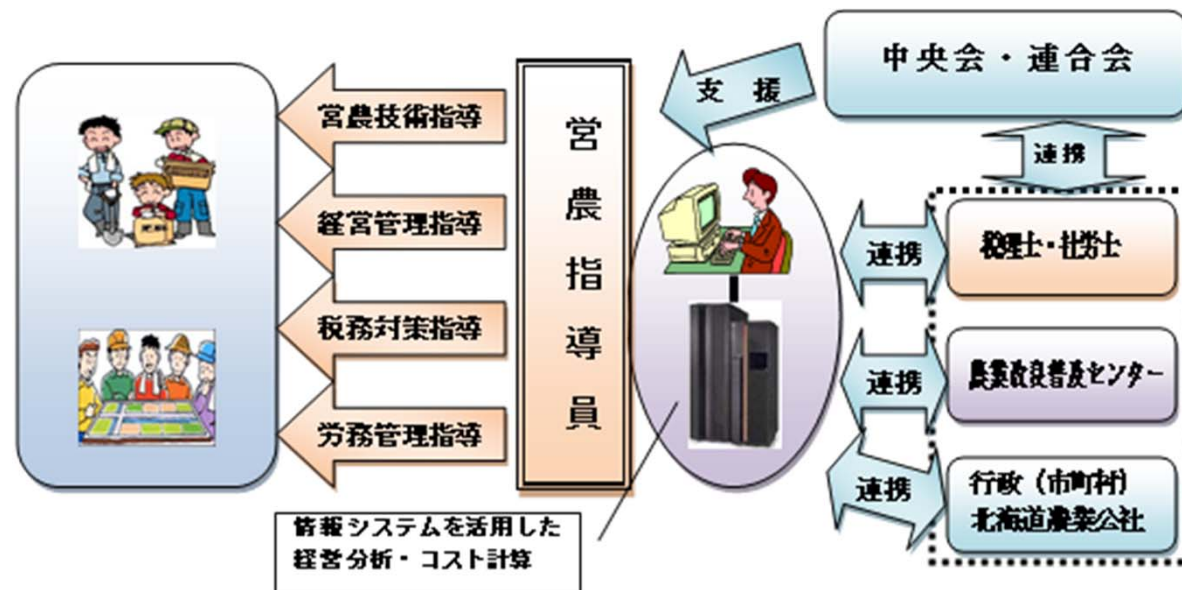 中央会・連合会
支 援
連携
営農技術指導
経営管理指導
税務対策指導
労務管理指導
営農指導員
連携
税理士・社労士
連携
農業改良普及センター
連携
行政（市町村）
北海道農業公社
情報システムを活用した
経営分析・コスト計算